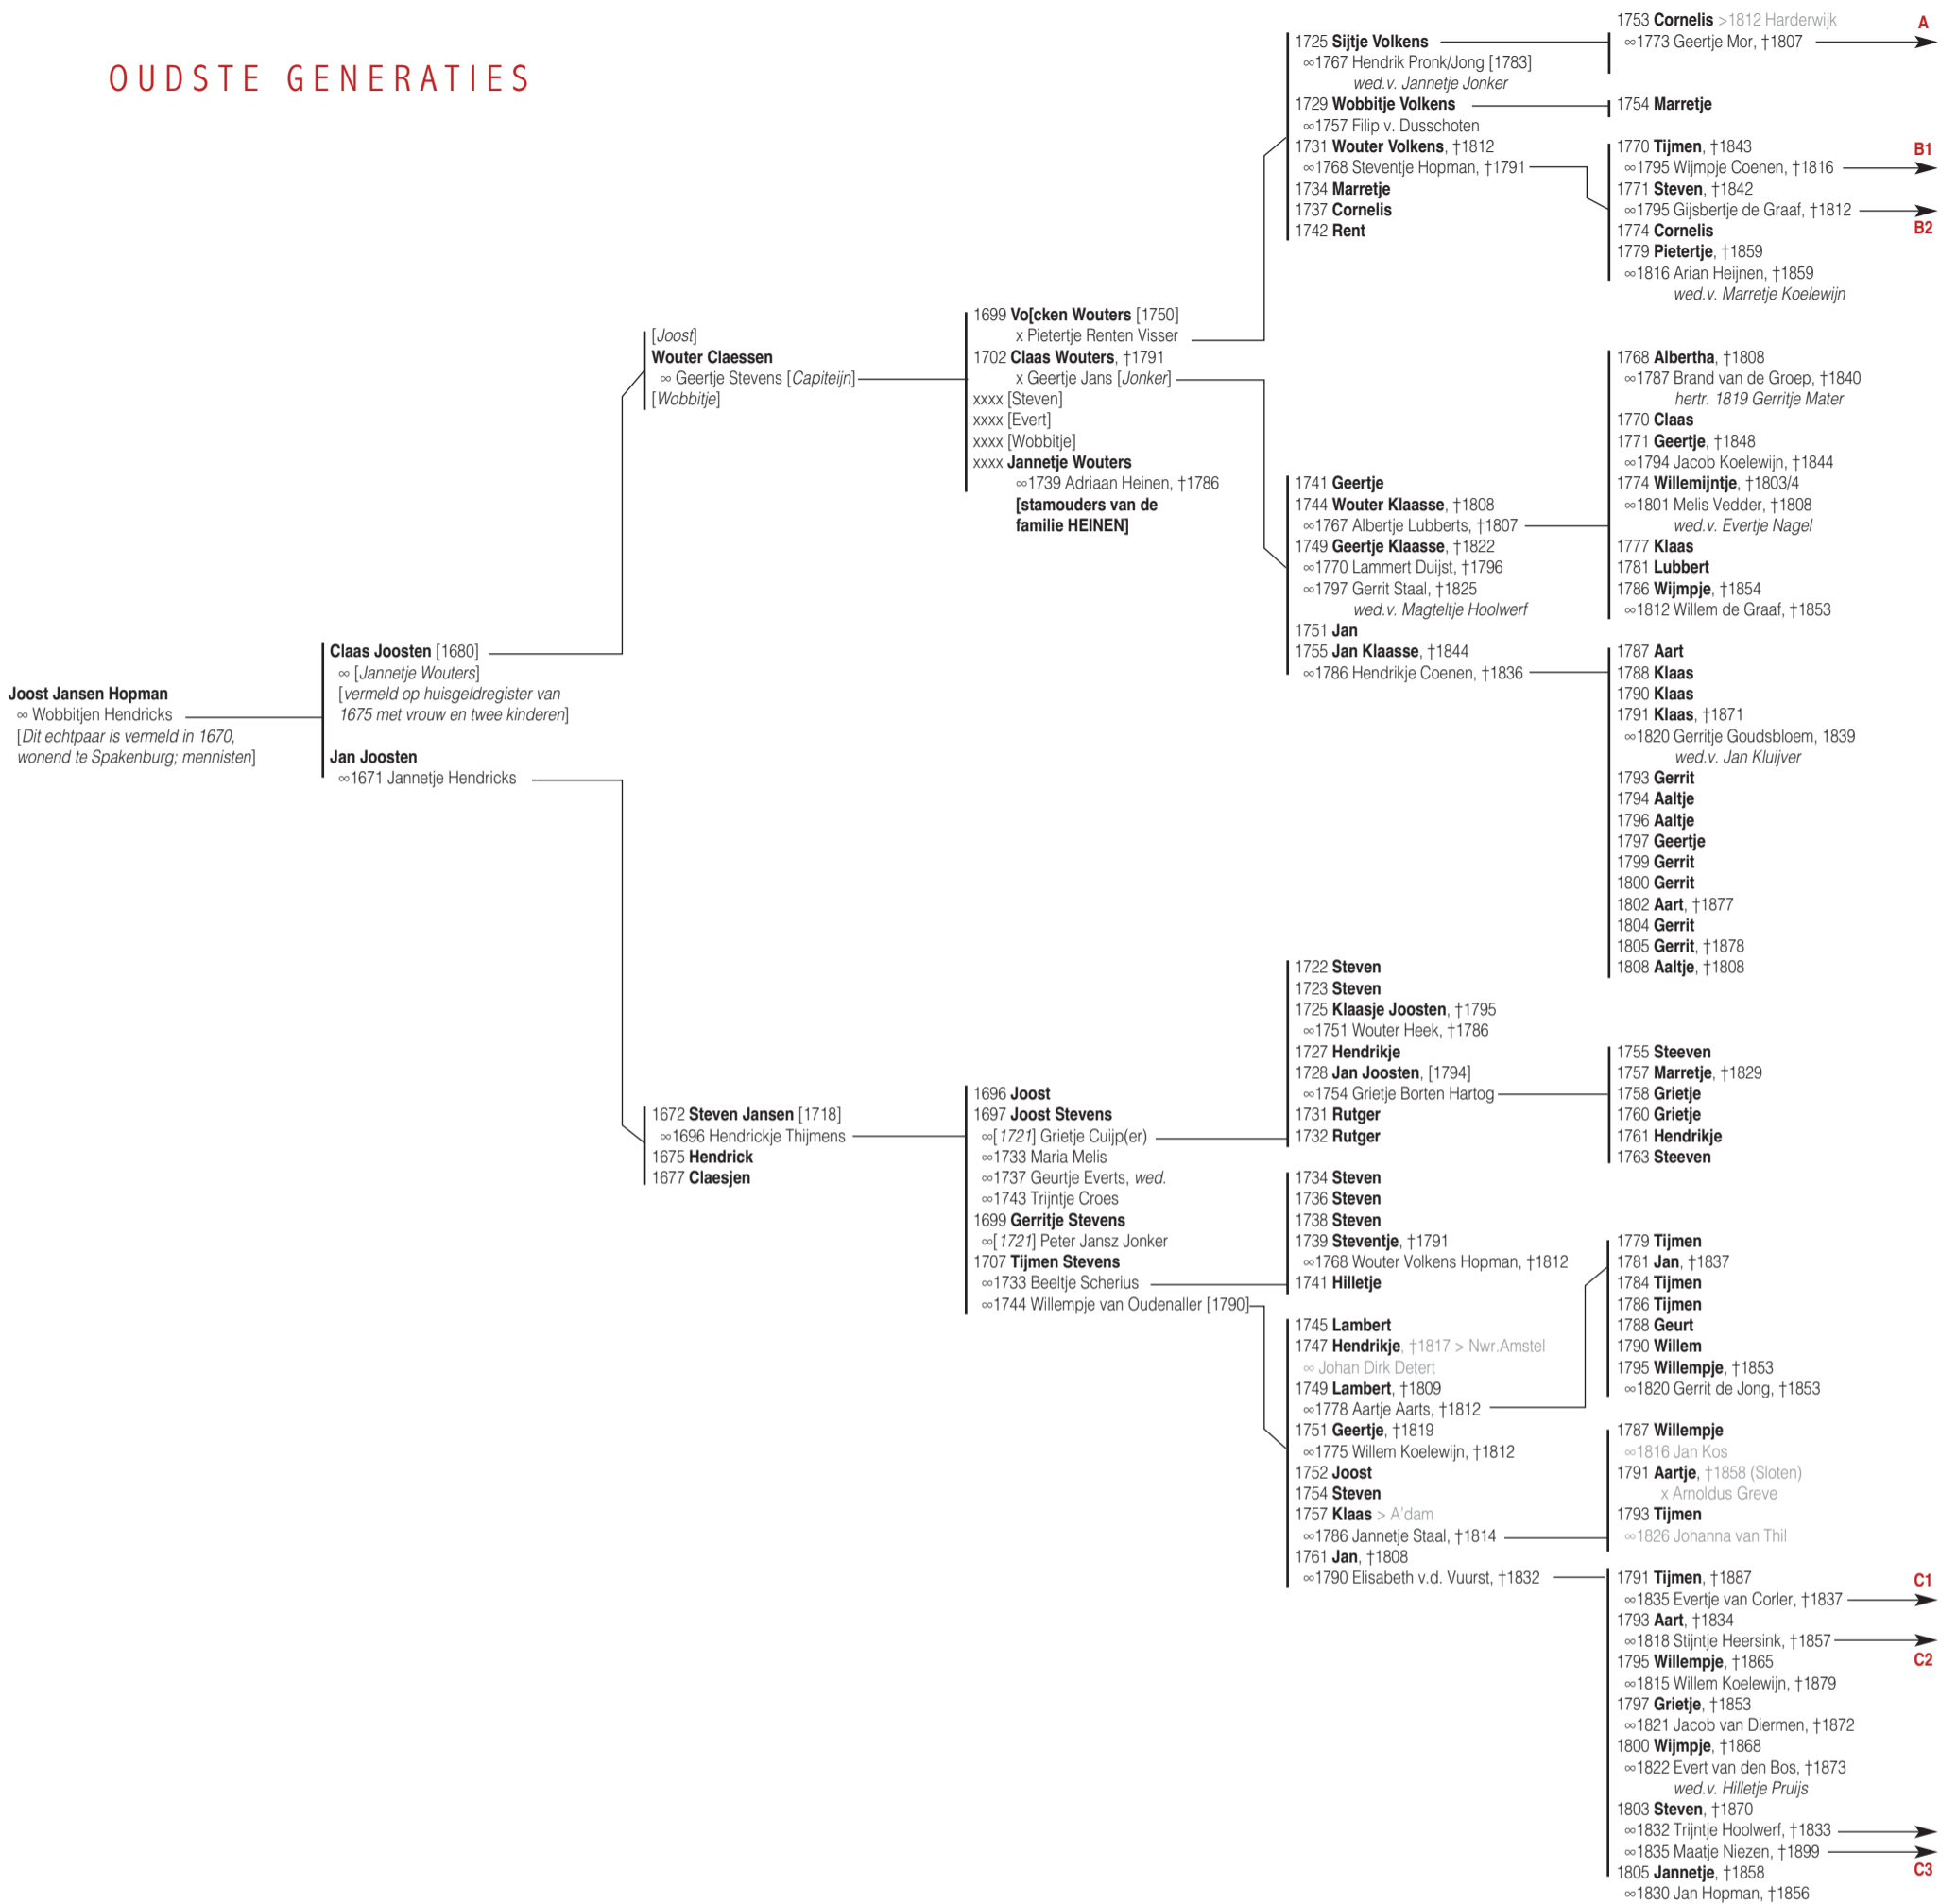 OUDSTE GENERATIES
Joost Jansen Hopman
∞ Wobbitjen Hendricks
[Dit echtpaar is vermeld in 1670,
wonend te Spakenburg; mennisten]
Claas Joosten [1680]
∞ [Jannetje Wouters]
[vermeld op huisgeldregister van
1675 met vrouw en twee kinderen]
Jan Joosten
∞1671 Jannetje Hendricks
[Joost]
Wouter Claessen
∞ Geertje Stevens [Capiteijn]
[Wobbitje]
1672 Steven Jansen [1718]
∞1696 Hendrickje Thijmens
1675 Hendrick
1677 Claesjen
1699 Vo[cken Wouters [1750]
x Pietertje Renten Visser
1702 Claas Wouters, †1791
x Geertje Jans [Jonker]
xxxx [Steven]
xxxx [Evert]
xxxx [Wobbitje]
xxxx Jannetje Wouters
∞1739 Adriaan Heinen, †1786
[stamouders van de
familie HEINEN]
1696 Joost
1697 Joost Stevens
∞[1721] Grietje Cuijp(er)
∞1733 Maria Melis
∞1737 Geurtje Everts, wed.
∞1743 Trijntje Croes
1699 Gerritje Stevens
∞[1721] Peter Jansz Jonker
1707 Tijmen Stevens
∞1733 Beeltje Scherius
∞1744 Willempje van Oudenaller [1790]
1725 Sijtje Volkens
∞1767 Hendrik Pronk/Jong [1783]
wed.v. Jannetje Jonker
1729 Wobbitje Volkens
∞1757 Filip v. Dusschoten
1731 Wouter Volkens, †1812
∞1768 Steventje Hopman, †1791
1734 Marretje
1737 Cornelis
1742 Rent
1741 Geertje
1744 Wouter Klaasse, †1808
∞1767 Albertje Lubberts, †1807
1749 Geertje Klaasse, †1822
∞1770 Lammert Duijst, †1796
∞1797 Gerrit Staal, †1825
wed.v. Magteltje Hoolwerf
1751 Jan
1755 Jan Klaasse, †1844
∞1786 Hendrikje Coenen, †1836
1722 Steven
1723 Steven
1725 Klaasje Joosten, †1795
∞1751 Wouter Heek, †1786
1727 Hendrikje
1728 Jan Joosten, [1794]
∞1754 Grietje Borten Hartog
1731 Rutger
1732 Rutger
1734 Steven
1736 Steven
1738 Steven
1739 Steventje, †1791
∞1768 Wouter Volkens Hopman, †1812
1741 Hilletje
1745 Lambert
1747 Hendrikje, †1817 > Nwr.Amstel
∞ Johan Dirk Detert
1749 Lambert, †1809
∞1778 Aartje Aarts, †1812
1751 Geertje, †1819
∞1775 Willem Koelewijn, †1812
1752 Joost
1754 Steven
1757 Klaas > A'dam
∞1786 Jannetje Staal, †1814
1761 Jan, †1808
∞1790 Elisabeth v.d. Vuurst, †1832
1753 Cornelis >1812 Harderwijk
A
∞1773 Geertje Mor, †1807
1754 Marretje
1770 Tijmen, †1843
B1
∞1795 Wijmpje Coenen, †1816
1771 Steven, †1842
∞1795 Gijsbertje de Graaf, †1812
B2
1774 Cornelis
1779 Pietertje, †1859
∞1816 Arian Heijnen, †1859
wed.v. Marretje Koelewijn
1768 Albertha, †1808
∞1787 Brand van de Groep, †1840
hertr. 1819 Gerritje Mater
1770 Claas
1771 Geertje, †1848
∞1794 Jacob Koelewijn, †1844
1774 Willemijntje, †1803/4
∞1801 Melis Vedder, †1808
wed.v. Evertje Nagel
1777 Klaas
1781 Lubbert
1786 Wijmpje, †1854
∞1812 Willem de Graaf, †1853
1787 Aart
1788 Klaas
1790 Klaas
1791 Klaas, †1871
∞1820 Gerritje Goudsbloem, 1839
wed.v. Jan Kluijver
1793 Gerrit
1794 Aaltje
1796 Aaltje
1797 Geertje
1799 Gerrit
1800 Gerrit
1802 Aart, †1877
1804 Gerrit
1805 Gerrit, †1878
1808 Aaltje, †1808
1755 Steeven
1757 Marretje, †1829
1758 Grietje
1760 Grietje
1761 Hendrikje
1763 Steeven
1779 Tijmen
1781 Jan, †1837
1784 Tijmen
1786 Tijmen
1788 Geurt
1790 Willem
1795 Willempje, †1853
∞1820 Gerrit de Jong, †1853
1787 Willempje
∞1816 Jan Kos
1791 Aartje, †1858 (Sloten)
x Arnoldus Greve
1793 Tijmen
∞1826 Johanna van Thil
1791 Tijmen, †1887
C1
∞1835 Evertje van Corler, †1837
1793 Aart, †1834
∞1818 Stijntje Heersink, †1857
C2
1795 Willempje, †1865
∞1815 Willem Koelewijn, †1879
1797 Grietje, †1853
∞1821 Jacob van Diermen, †1872
1800 Wijmpje, †1868
∞1822 Evert van den Bos, †1873
wed.v. Hilletje Pruijs
1803 Steven, †1870
∞1832 Trijntje Hoolwerf, †1833
∞1835 Maatje Niezen, †1899
C3
1805 Jannetje, †1858
∞1830 Jan Hopman, †1856